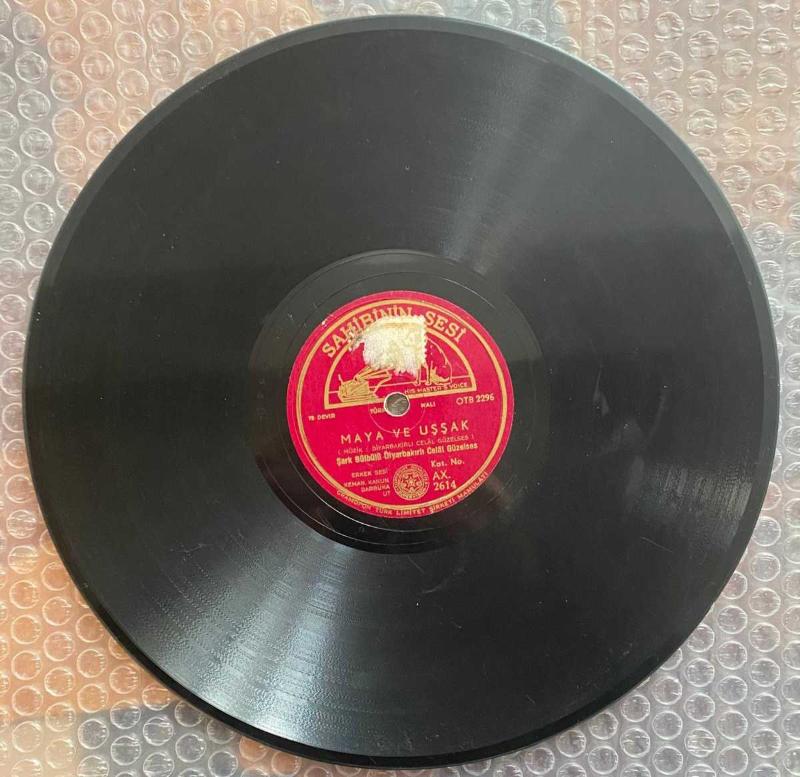 SAHİBİNİN SESİ
HIS MASTER'S VOICE
78 DEVİR
TÜRK MALI
OTB 2296
MAYA VE UŞŞAK
( MÜZİK : DİYARBAKIRLI CELÂL GÜZELSES )
Şark Bülbülü Diyarbakırlı Celâl Güzelses
ERKEK SESİ
KEMAN, KANUN
DARBUKA
UT
Kat. No.
AX.
2614
GRAMOFON TÜRK LİMİTET ŞİRKETİ MAMULÂTI